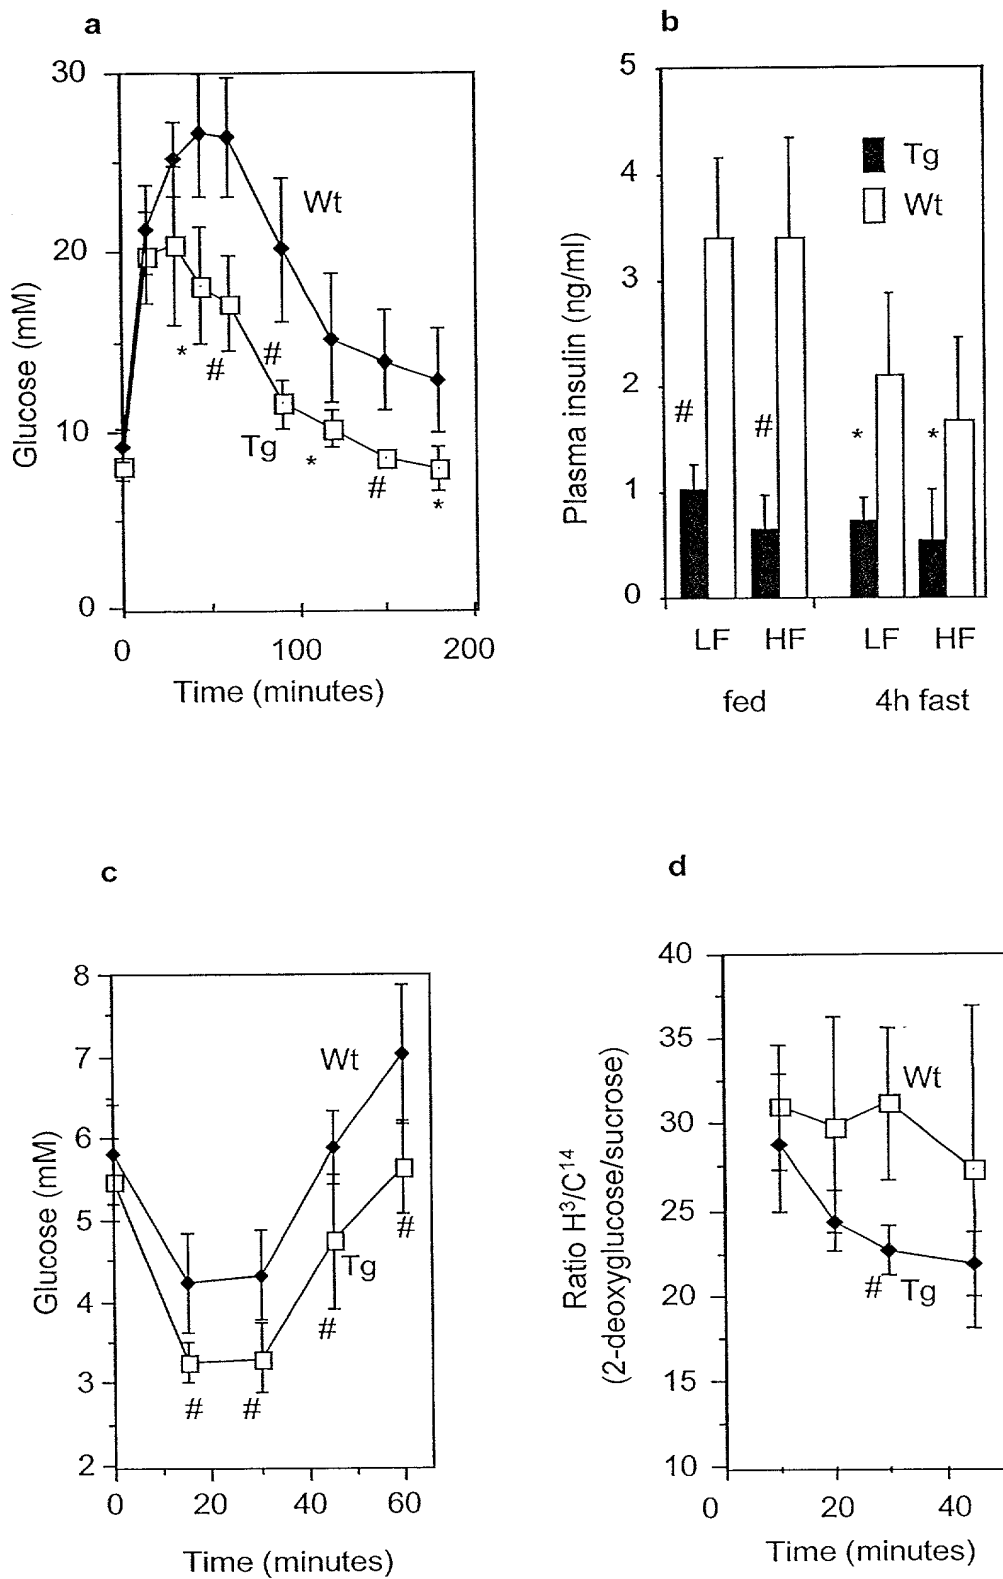 a
30
20
10
0
Glucose (mM)
Wt
*
#
#
Tg
*
#
*
0
100
200
Time (minutes)
b
5
4
3
2
1
0
Plasma insulin (ng/ml)
Tg
Wt
#
#
*
*
LF
HF
LF
HF
fed
4h fast
c
8
7
6
5
4
3
2
Glucose (mM)
Wt
Tg
#
#
#
#
0
20
40
60
Time (minutes)
d
40
35
30
25
20
15
10
Ratio H³/C¹⁴
(2-deoxyglucose/sucrose)
Wt
# Tg
0
20
40
Time (minutes)